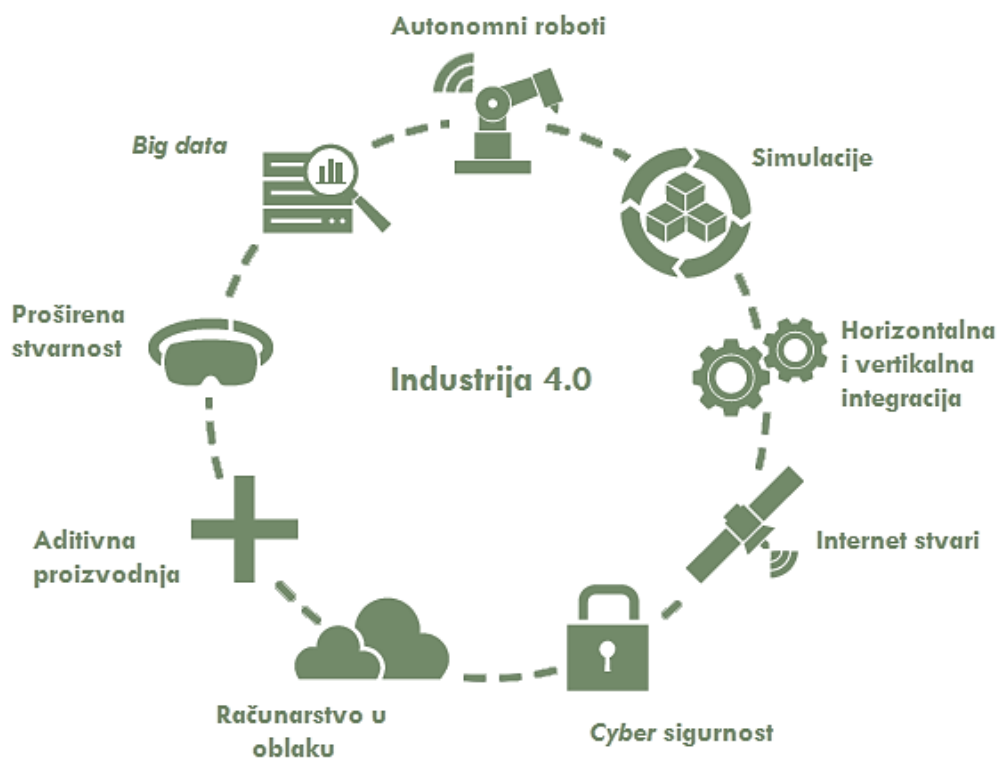 Autonomni roboti
Big data
Simulacije
Proširena
stvarnost
Industrija 4.0
Horizontalna
i vertikalna
integracija
Aditivna
proizvodnja
Internet stvari
Računarstvo u
oblaku
Cyber sigurnost